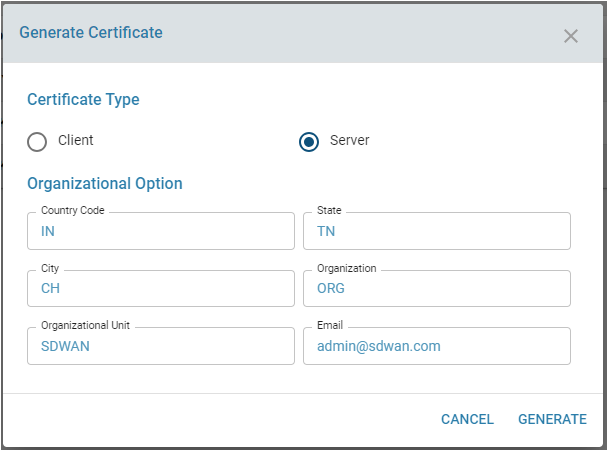 Generate Certificate
Certificate Type
Client
Server
Organizational Option
Country Code
IN
State
TN
City
CH
Organization
ORG
Organizational Unit
SDWAN
Email
admin@sdwan.com
CANCEL
GENERATE